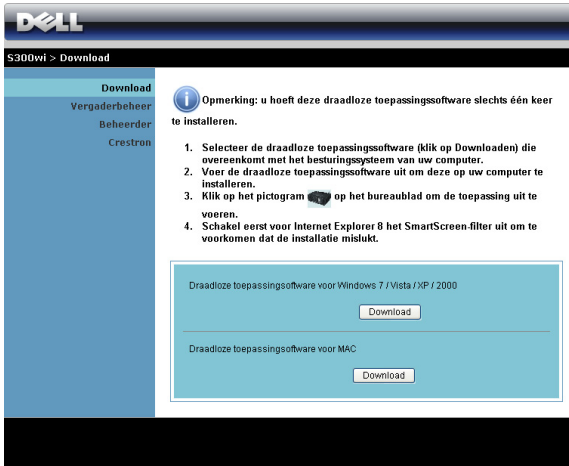 DELL
S300wi > Download
Download
Vergaderbeheer
Beheerder
Crestron
Opmerking: u hoeft deze draadloze toepassingssoftware slechts één keer
te installeren.
1. Selecteer de draadloze toepassingssoftware (klik op Downloaden) die
overeenkomt met het besturingssysteem van uw computer.
2. Voer de draadloze toepassingssoftware uit om deze op uw computer te
installeren.
3. Klik op het pictogram op het bureaublad om de toepassing uit te
voeren.
4. Schakel eerst voor Internet Explorer 8 het SmartScreen-filter uit om te
voorkomen dat de installatie mislukt.
Draadloze toepassingsoftware voor Windows 7 / Vista / XP / 2000
Download
Draadloze toepassingsoftware voor MAC
Download